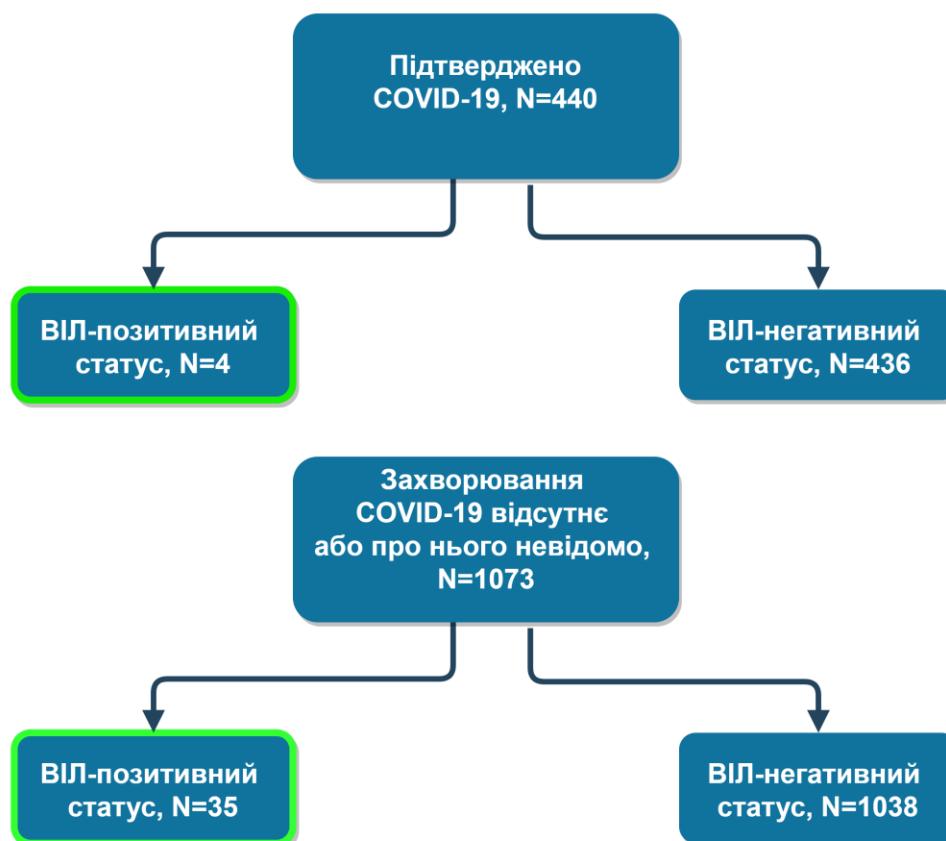 Підтверджено
COVID-19, N=440
ВІЛ-позитивний
статус, N=4
ВІЛ-негативний
статус, N=436
Захворювання
COVID-19 відсутнє
або про нього невідомо,
N=1073
ВІЛ-позитивний
статус, N=35
ВІЛ-негативний
статус, N=1038